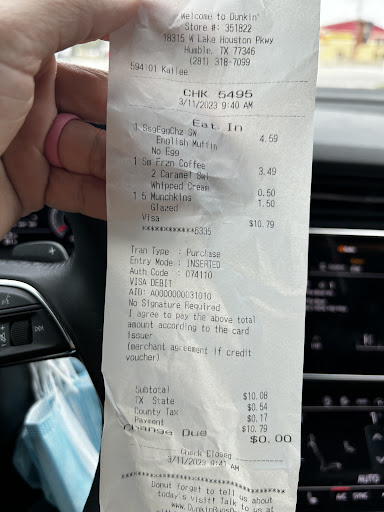 Welcome to Dunkin'
Store #: 351822
18315 W Lake Houston Pkwy
Humble, TX 77346
(281) 318-7099
594101 Kailee
CHK 5495
3/11/2023 9:40 AM
Eat In
1 SsgEggChz SW 4.59
English Muffin
No Egg
1 Sm Frzn Coffee 3.49
2 Caramel Swl
Whipped Cream 0.50
1 5 Munchkins 1.50
Glazed
Visa $10.79
************6335
Tran Type : Purchase
Entry Mode : INSERTED
Auth Code : 074110
VISA DEBIT
AID: A0000000031010
No Signature Required
I agree to pay the above total
amount according to the card
issuer
(merchant agreement if credit
voucher)
Subtotal $10.08
TX State $0.54
County Tax $0.17
Payment $10.79
Change Due $0.00
Check Closed
3/11/2023 9:41 AM
Donut forget to tell us about
today's visit! Talk to us at
AUTO